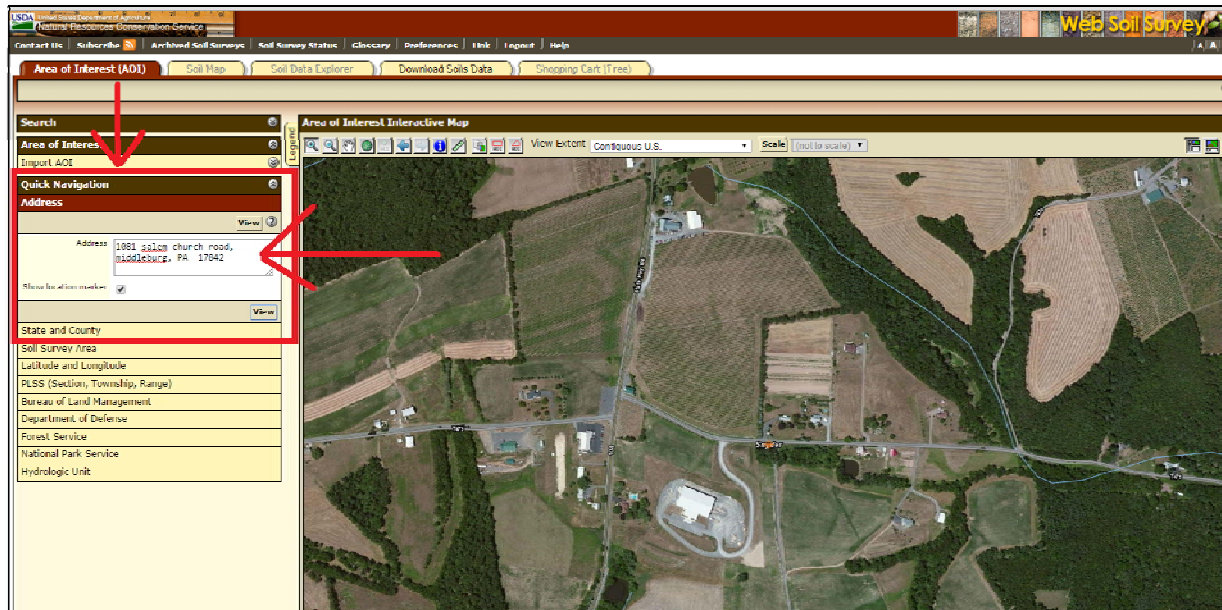 USDA United States Department of Agriculture
Natural Resources Conservation Service
Web Soil Survey
Contact Us | Subscribe | Archived Soil Surveys | Soil Survey Status | Glossary | Preferences | Link | Logout | Help
A A
Area of Interest (AOI) Soil Map Soil Data Explorer Download Soils Data Shopping Cart (Tree)
Search
Area of Interest
Import AOI
Quick Navigation
Address
View
Address 1081 salem church road,
middleburg, PA 17842
Show location marker
View
State and County
Soil Survey Area
Latitude and Longitude
PLSS (Section, Township, Range)
Bureau of Land Management
Department of Defense
Forest Service
National Park Service
Hydrologic Unit
Legend
Area of Interest Interactive Map
View Extent Contiguous U.S. Scale (not to scale)
Snyder